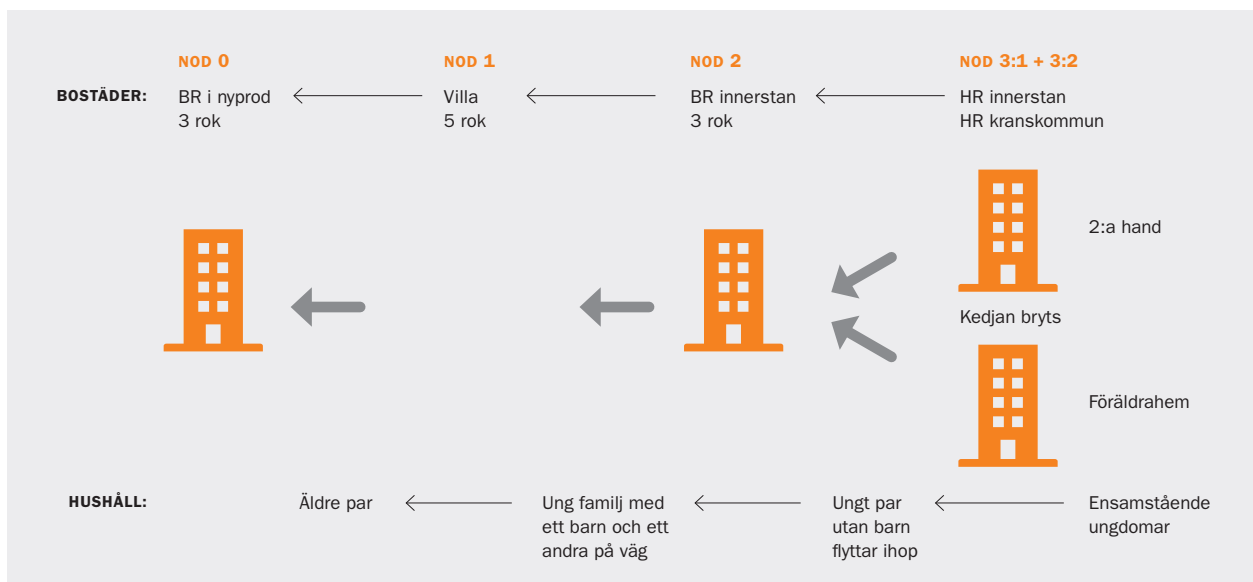 NOD 0
NOD 1
NOD 2
NOD 3:1 + 3:2
BOSTÄDER:
BR i nyprod
3 rok
Villa
5 rok
BR innerstan
3 rok
HR innerstan
HR kranskommun
2:a hand
Kedjan bryts
Föräldrahem
HUSHÅLL:
Äldre par
Ung familj med
ett barn och ett
andra på väg
Ungt par
utan barn
flyttar ihop
Ensamstående
ungdomar